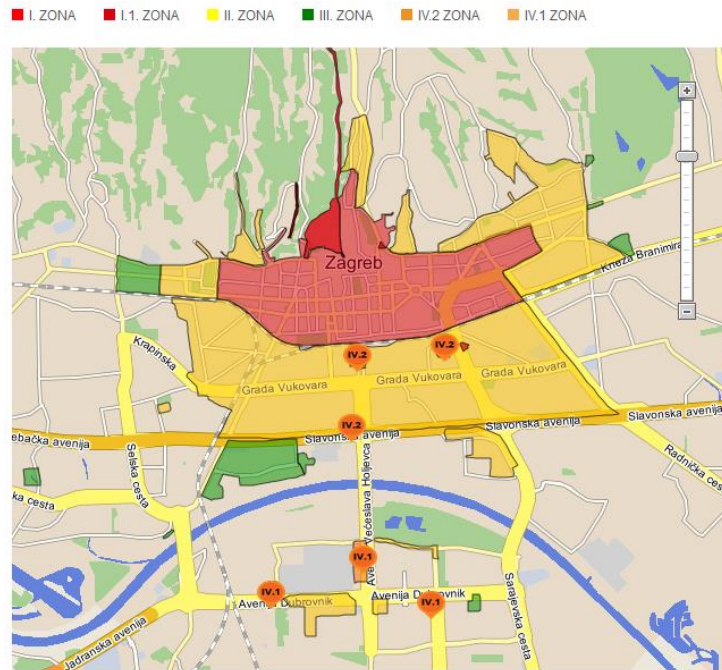 I. ZONA
I.1. ZONA
II. ZONA
III. ZONA
IV.2 ZONA
IV.1 ZONA
Zagreb
Kneza Branimira
Krapinska
IV.2
IV.2
Grada Vukovara
Grada Vukovara
Grada Vukovara
IV.2
ebačka avenija
Slavonska avenija
Slavonska avenija
Slavonska avenija
Selska cesta
Radnička ces
ska cesta
Ave
Većeslava Holjevca
IV.1
IV.1
Avenija Dubrovnik
Avenija Dubrovnik
IV.1
Sarajevska cesta
Jadranska avenija